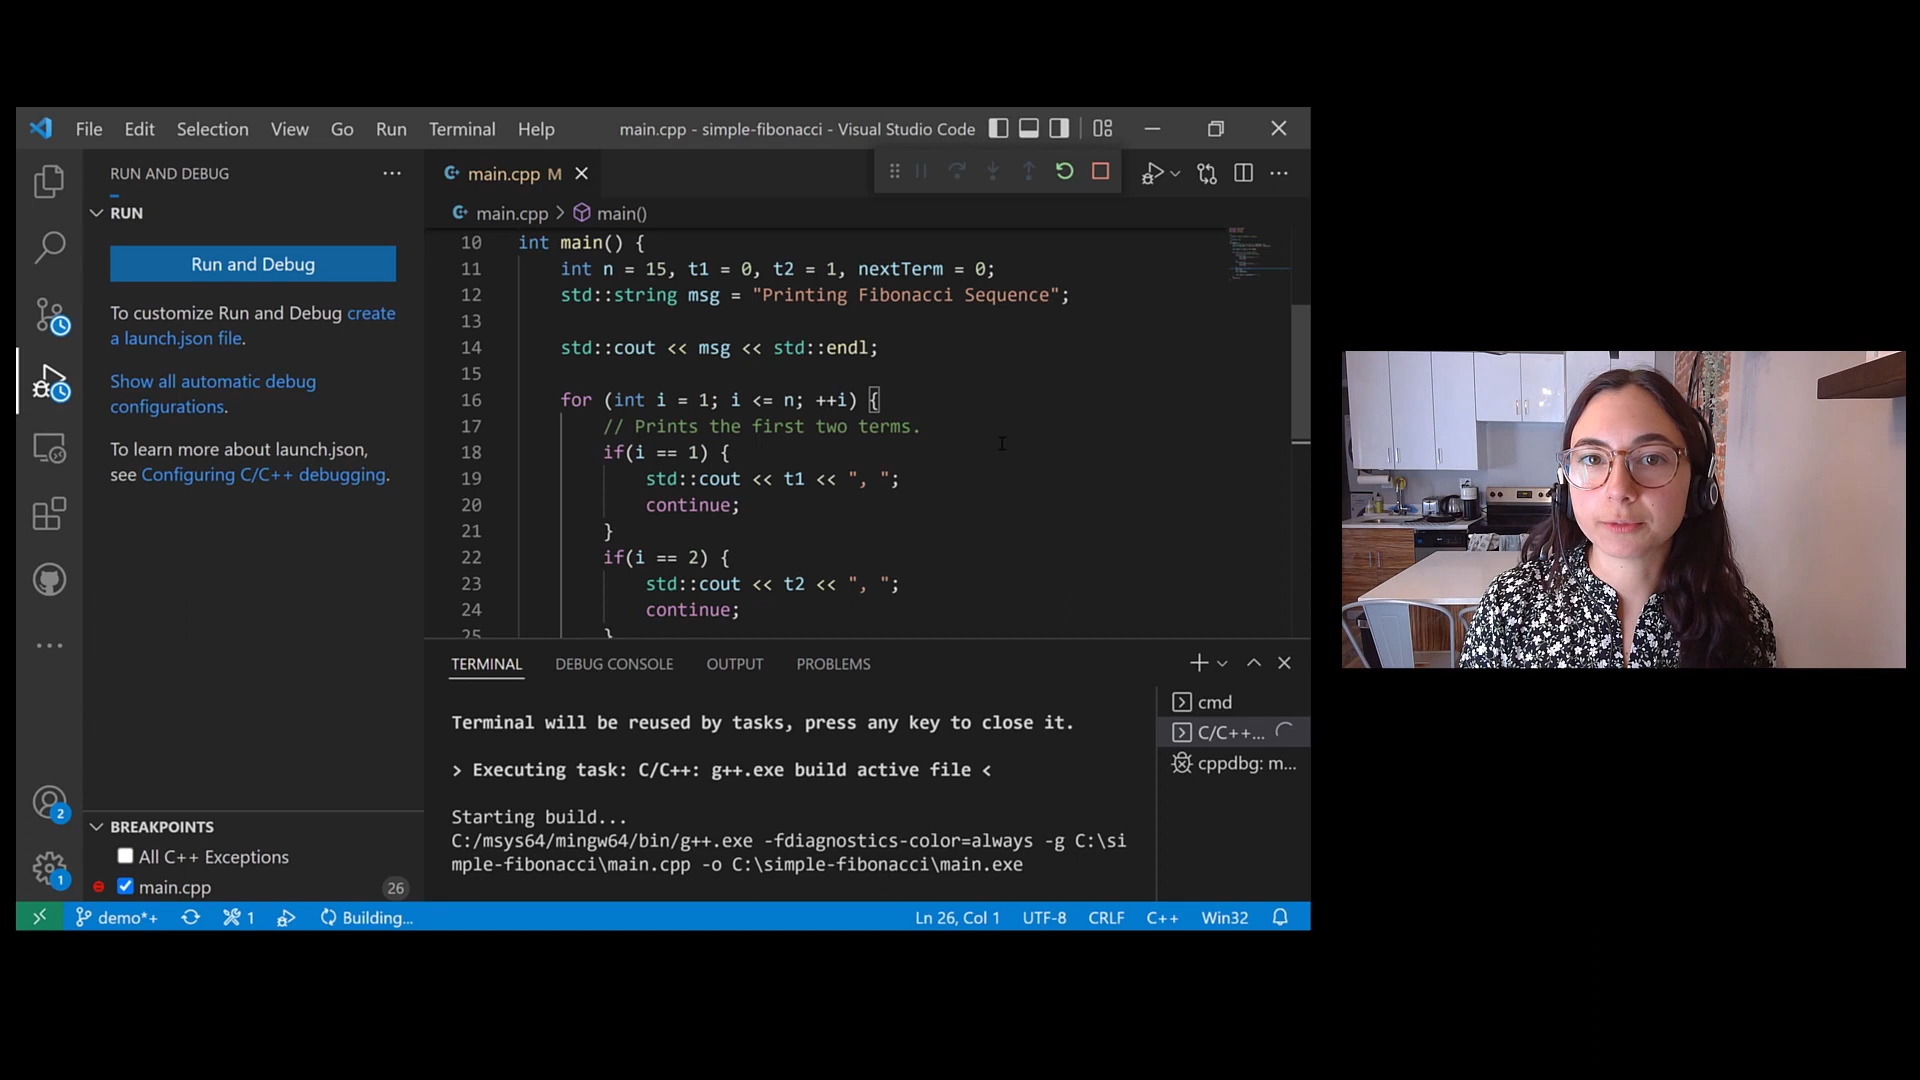 File Edit Selection View Go Run Terminal Help main.cpp - simple-fibonacci - Visual Studio Code
RUN AND DEBUG
RUN
Run and Debug
To customize Run and Debug create
a launch.json file.
Show all automatic debug
configurations.
To learn more about launch.json,
see Configuring C/C++ debugging.
2
1
BREAKPOINTS
All C++ Exceptions
main.cpp 26
main.cpp M
main.cpp > main()
10 int main() {
11 int n = 15, t1 = 0, t2 = 1, nextTerm = 0;
12 std::string msg = "Printing Fibonacci Sequence";
13
14 std::cout << msg << std::endl;
15
16 for (int i = 1; i <= n; ++i) {
17 // Prints the first two terms.
18 if(i == 1) {
19 std::cout << t1 << ", ";
20 continue;
21 }
22 if(i == 2) {
23 std::cout << t2 << ", ";
24 continue;
25 }
TERMINAL DEBUG CONSOLE OUTPUT PROBLEMS
Terminal will be reused by tasks, press any key to close it.
> Executing task: C/C++: g++.exe build active file <
Starting build...
C:/msys64/mingw64/bin/g++.exe -fdiagnostics-color=always -g C:\si
mple-fibonacci\main.cpp -o C:\simple-fibonacci\main.exe
cmd
C/C++...
cppdbg: m...
demo*+ 1 Building... Ln 26, Col 1 UTF-8 CRLF C++ Win32